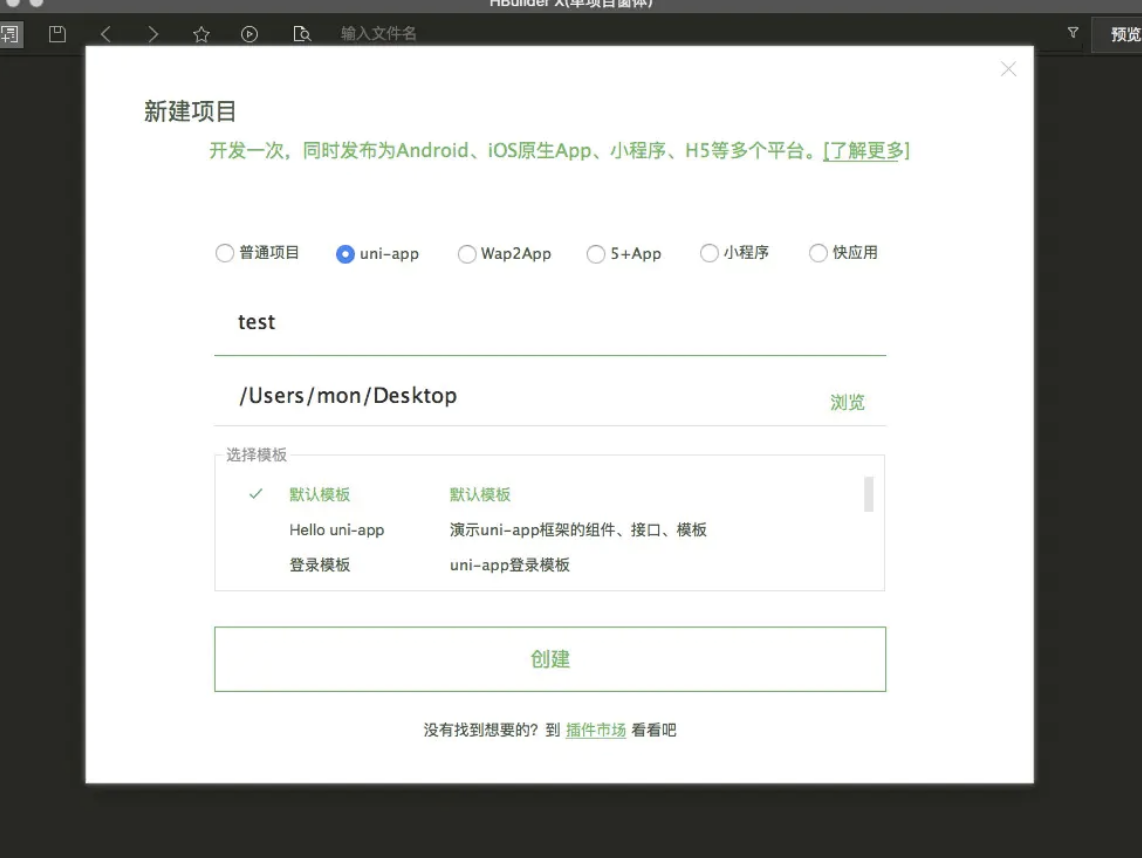 HBuilder X(单项目窗体)
输入文件名
预览
新建项目
开发一次，同时发布为Android、iOS原生App、小程序、H5等多个平台。[了解更多]
普通项目 uni-app Wap2App 5+App 小程序 快应用
test
/Users/mon/Desktop
浏览
选择模板
默认模板 默认模板
Hello uni-app 演示uni-app框架的组件、接口、模板
登录模板 uni-app登录模板
创建
没有找到想要的？到 插件市场 看看吧